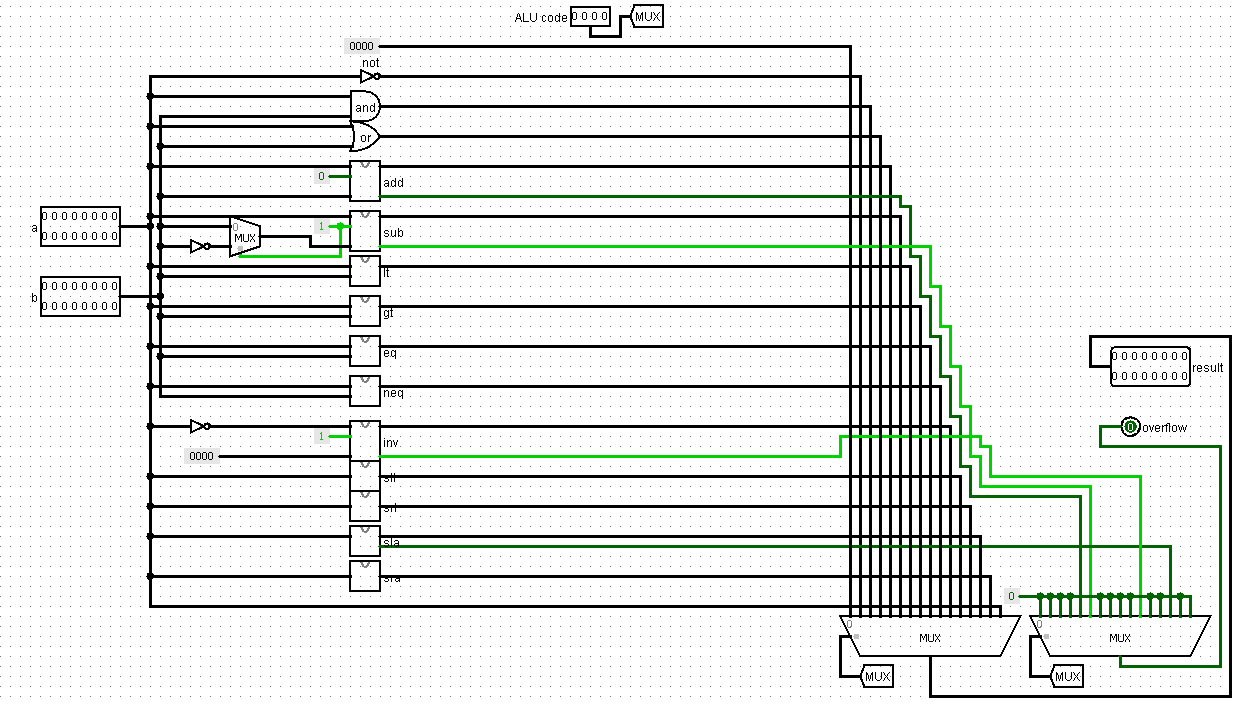 ALU code 0 0 0 0 MUX
0000
not
and
or
0 add
a 0 0 0 0 0 0 0 0
0 0 0 0 0 0 0 0
0 MUX
1 sub
lt
b 0 0 0 0 0 0 0 0
0 0 0 0 0 0 0 0
gt
eq
neq
0 0 0 0 0 0 0 0
0 0 0 0 0 0 0 0 result
0 overflow
1 inv
0000
sll
srl
sla
sra
0
0 MUX
0 MUX
MUX
MUX